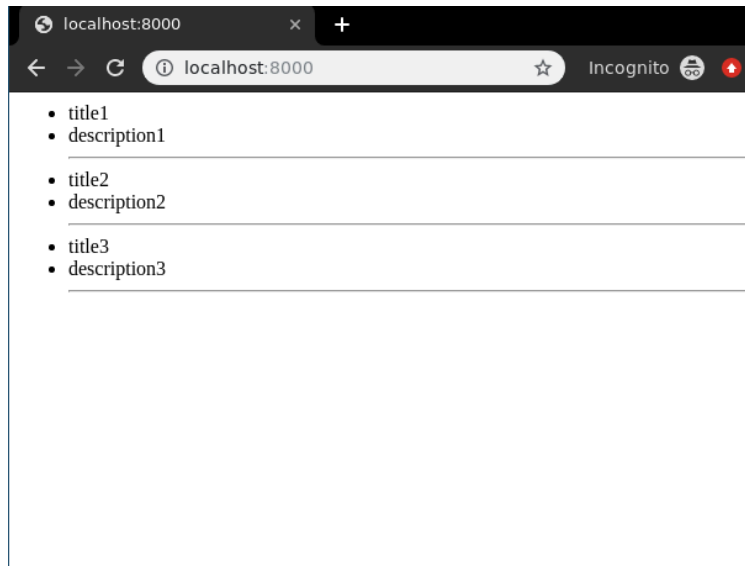 localhost:8000
localhost:8000 Incognito
title1
description1
title2
description2
title3
description3